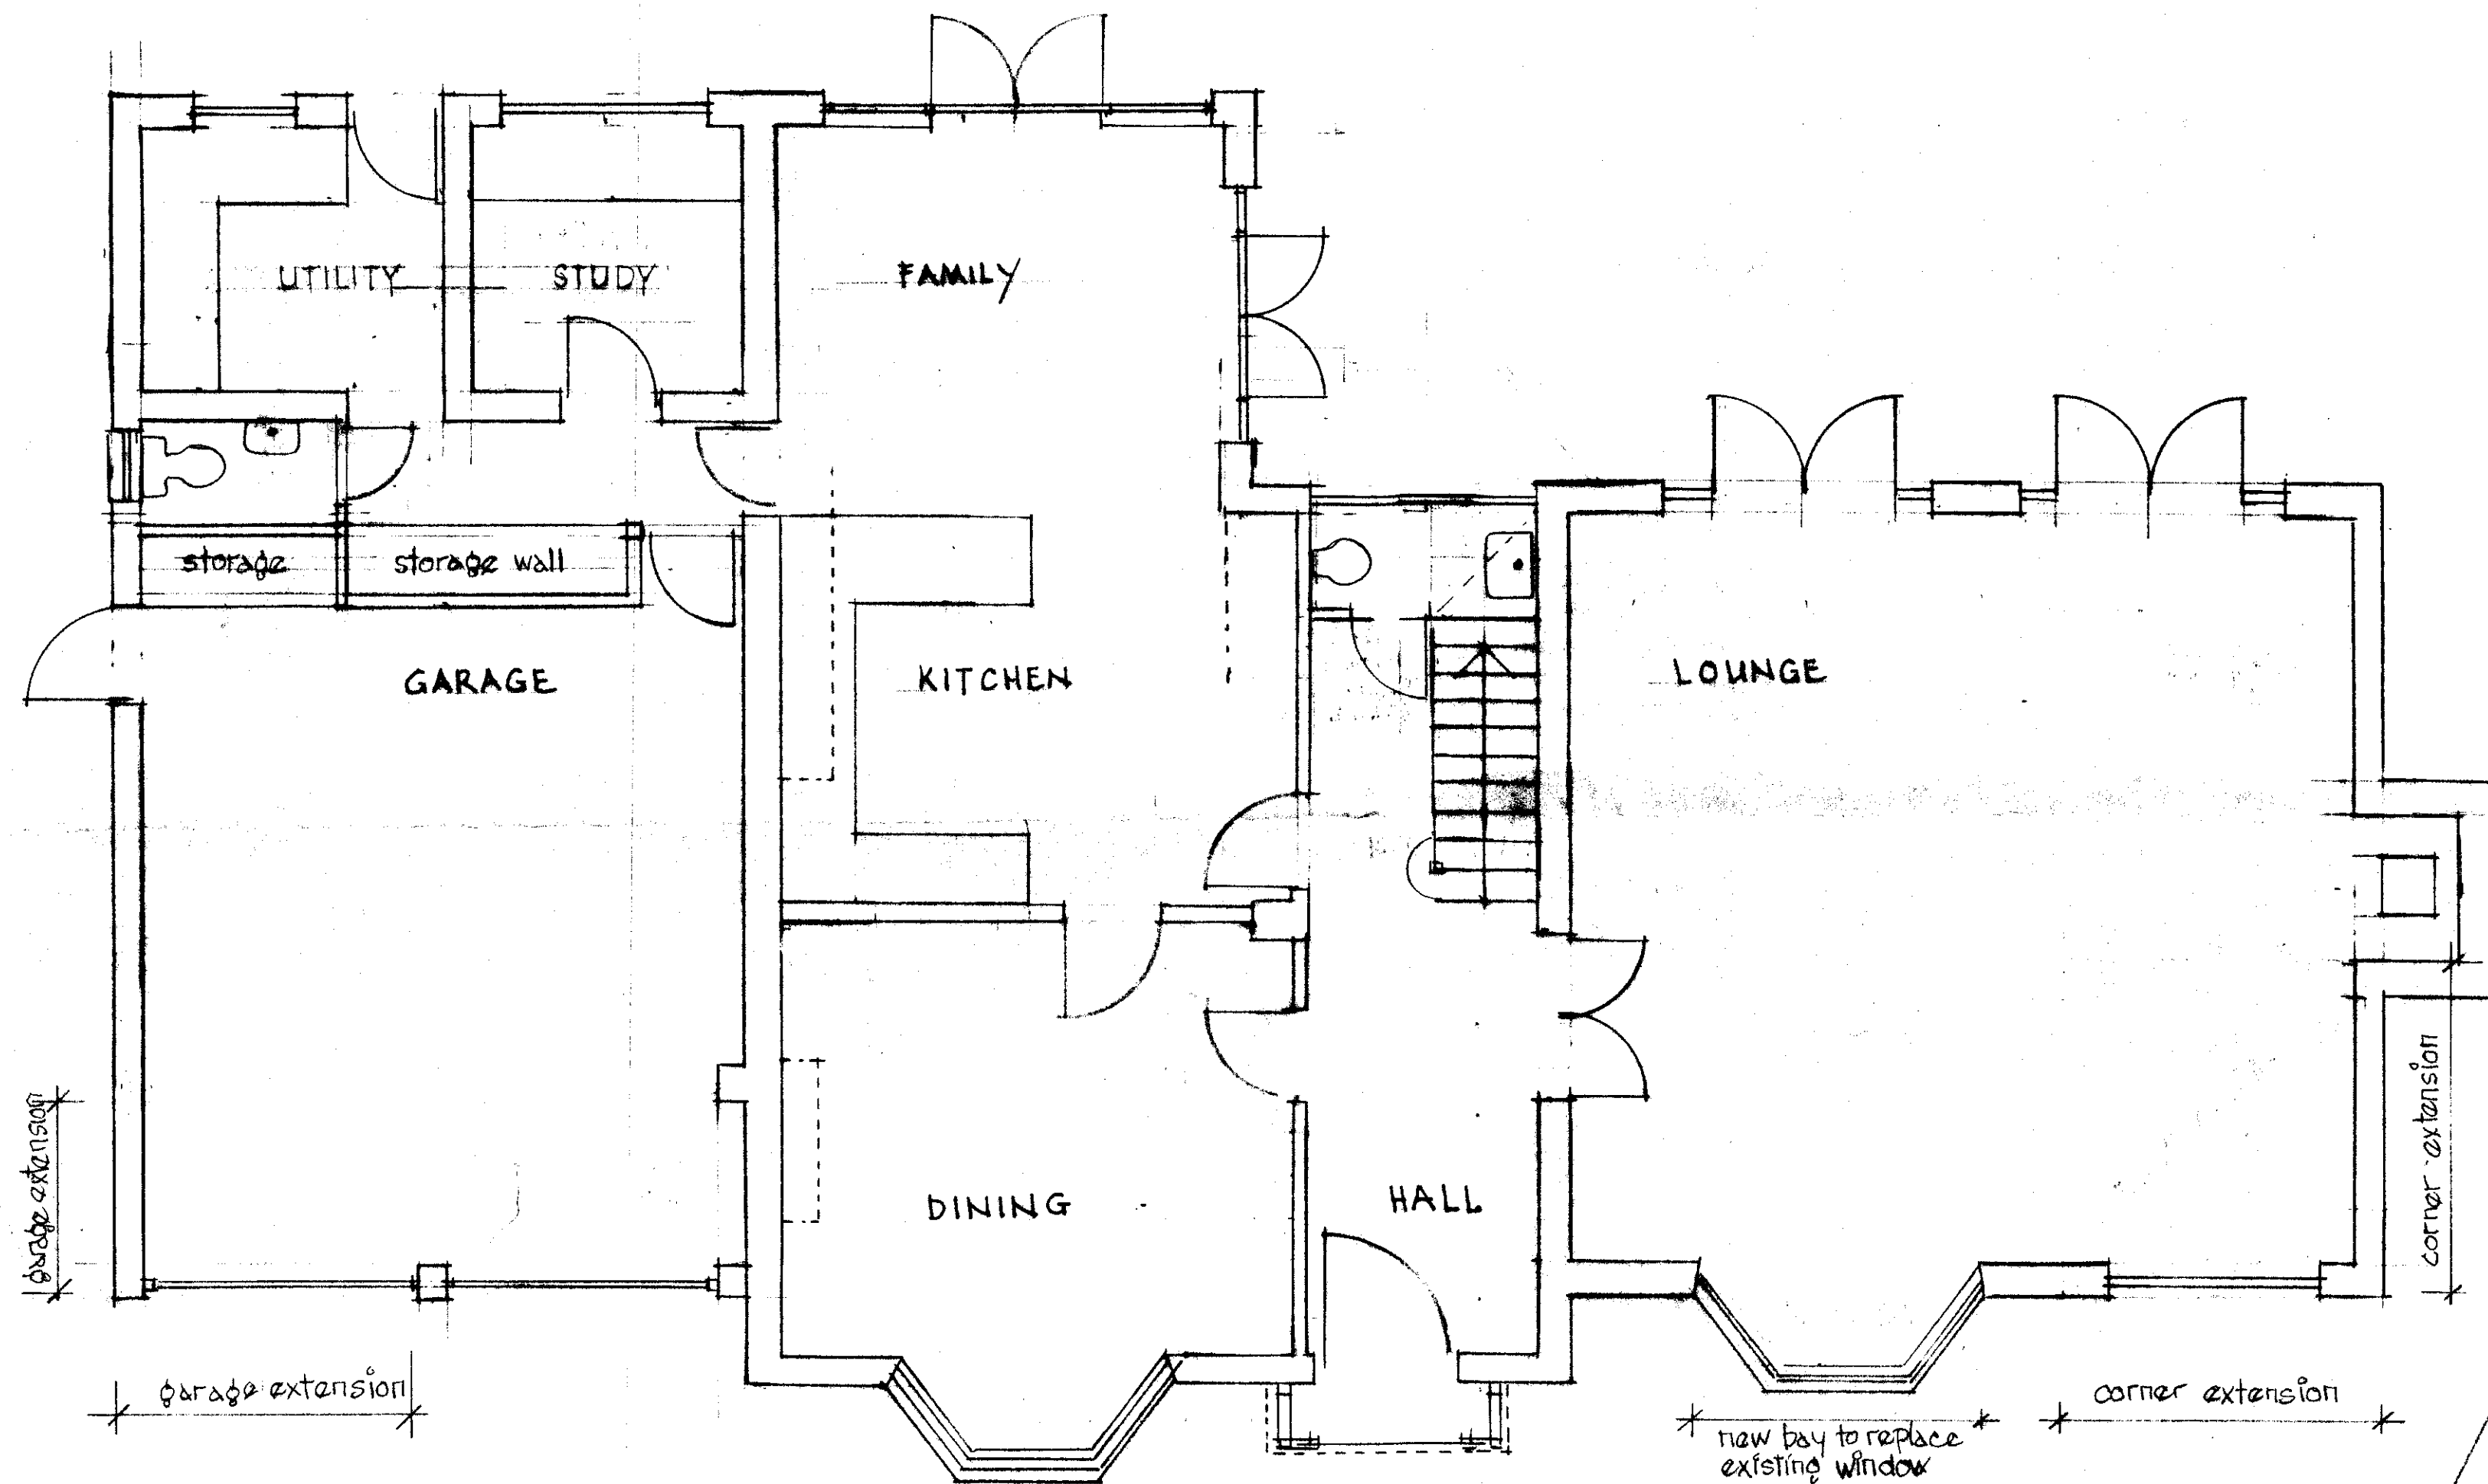 UTILITY
STUDY
FAMILY
storage
storage wall
GARAGE
KITCHEN
LOUNGE
garage extension
DINING
HALL
corner extension
garage extension
corner extension
new bay to replace
existing window